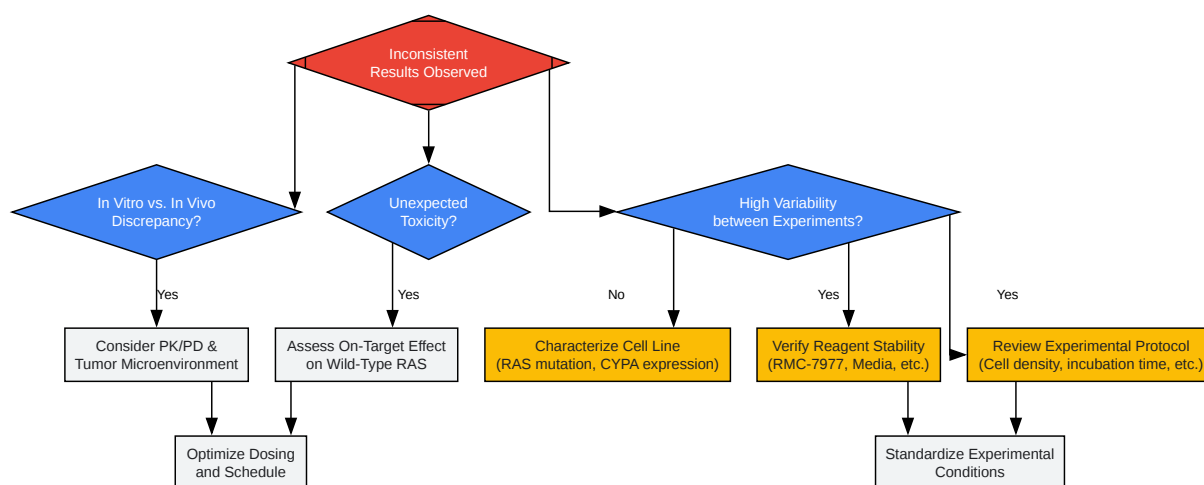 Inconsistent
Results Observed
In Vitro vs. In Vivo
Discrepancy?
Unexpected
Toxicity?
High Variability
between Experiments?
Yes
Yes
No
Yes
Yes
Consider PK/PD &
Tumor Microenvironment
Assess On-Target Effect
on Wild-Type RAS
Characterize Cell Line
(RAS mutation, CYPA expression)
Verify Reagent Stability
(RMC-7977, Media, etc.)
Review Experimental Protocol
(Cell density, incubation time, etc.)
Optimize Dosing
and Schedule
Standardize Experimental
Conditions